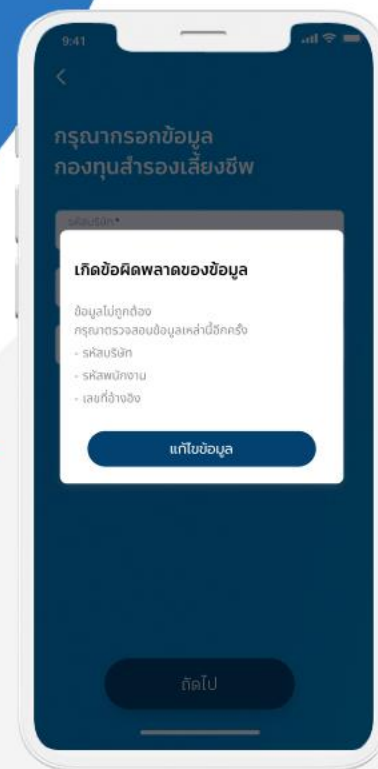 9:41
กรุณากรอกข้อมูล
กองทุนสำรองเลี้ยงชีพ
รหัสบริษัท*
เกิดข้อผิดพลาดของข้อมูล
ข้อมูลไม่ถูกต้อง
กรุณาตรวจสอบข้อมูลเหล่านี้อีกครั้ง
- รหัสบริษัท
- รหัสพนักงาน
- เลขที่อ้างอิง
แก้ไขข้อมูล
ถัดไป